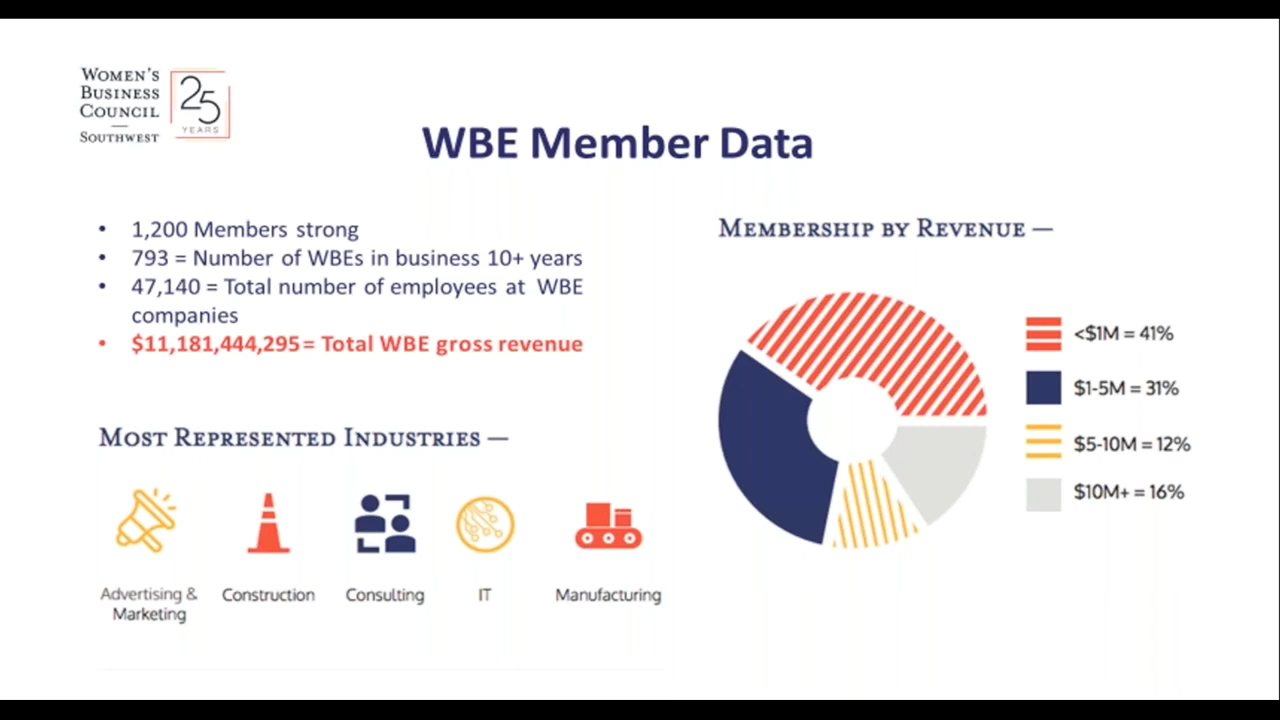 WOMEN'S
BUSINESS
COUNCIL
—
SOUTHWEST
25
YEARS
WBE Member Data
• 1,200 Members strong
• 793 = Number of WBEs in business 10+ years
• 47,140 = Total number of employees at WBE
companies
• $11,181,444,295= Total WBE gross revenue
MEMBERSHIP BY REVENUE —
<$1M = 41%
$1-5M = 31%
$5-10M = 12%
$10M+ = 16%
MOST REPRESENTED INDUSTRIES —
Advertising &
Marketing
Construction
Consulting
IT
Manufacturing